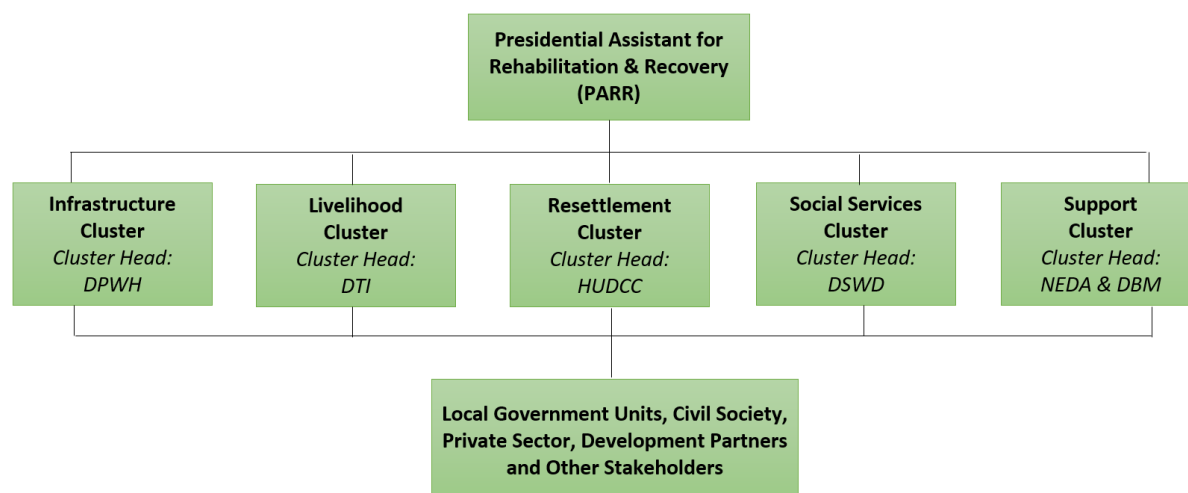 Presidential Assistant for
Rehabilitation & Recovery
(PARR)
Infrastructure
Cluster
Cluster Head:
DPWH
Livelihood
Cluster
Cluster Head:
DTI
Resettlement
Cluster
Cluster Head:
HUDCC
Social Services
Cluster
Cluster Head:
DSWD
Support
Cluster
Cluster Head:
NEDA & DBM
Local Government Units, Civil Society,
Private Sector, Development Partners
and Other Stakeholders